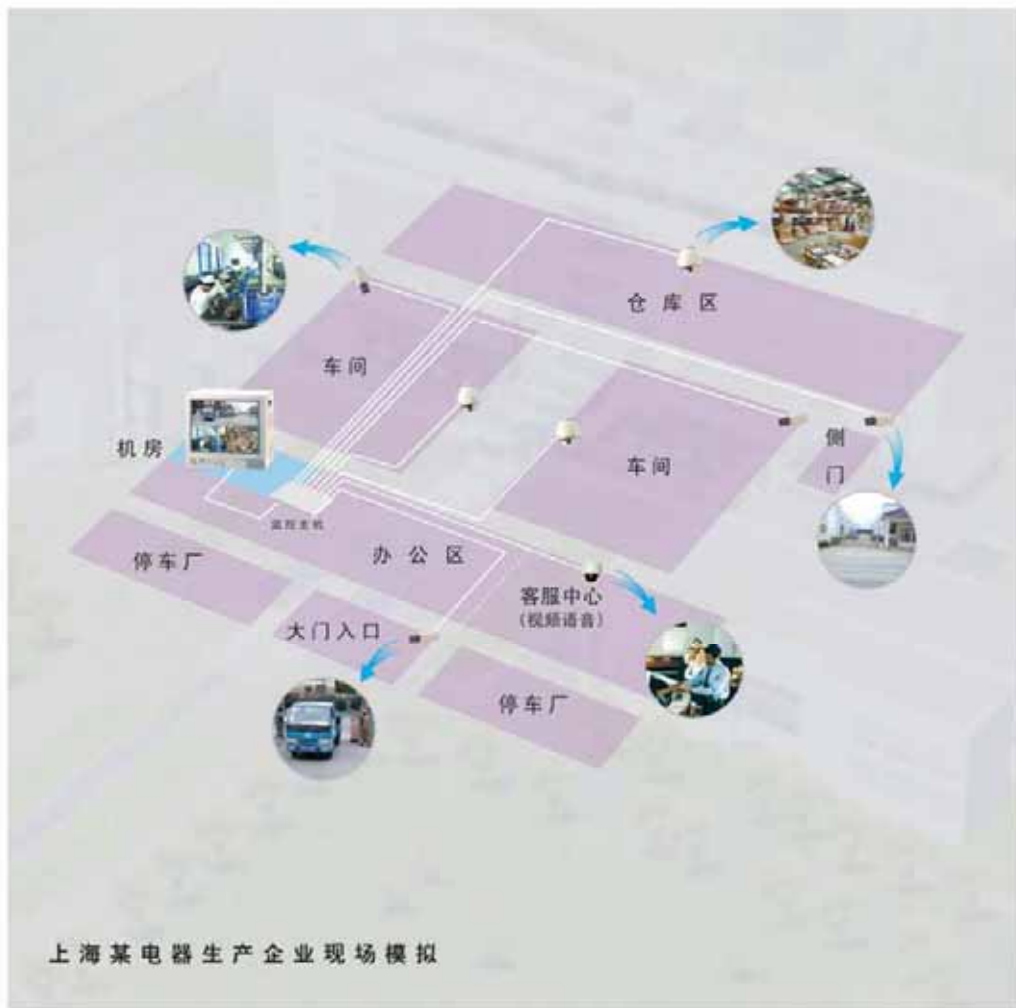 仓库区
车间
机房
侧门
车间
监控主机
办公区
停车厂
客服中心
(视频语音)
大门入口
停车厂
上海某电器生产企业现场模拟